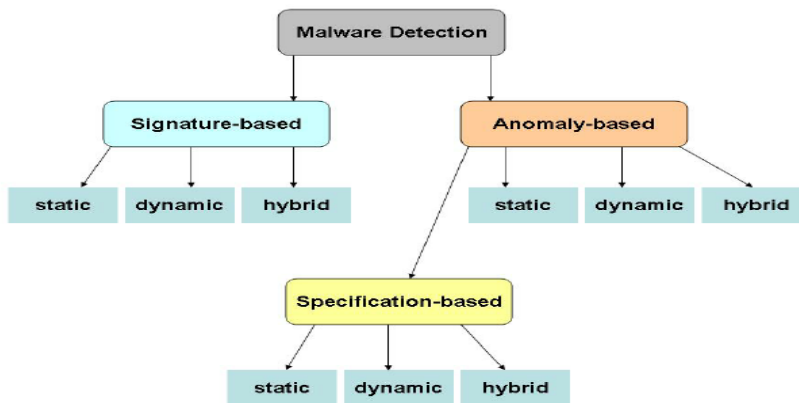 Malware Detection
Signature-based
Anomaly-based
static dynamic hybrid
static dynamic hybrid
Specification-based
static dynamic hybrid